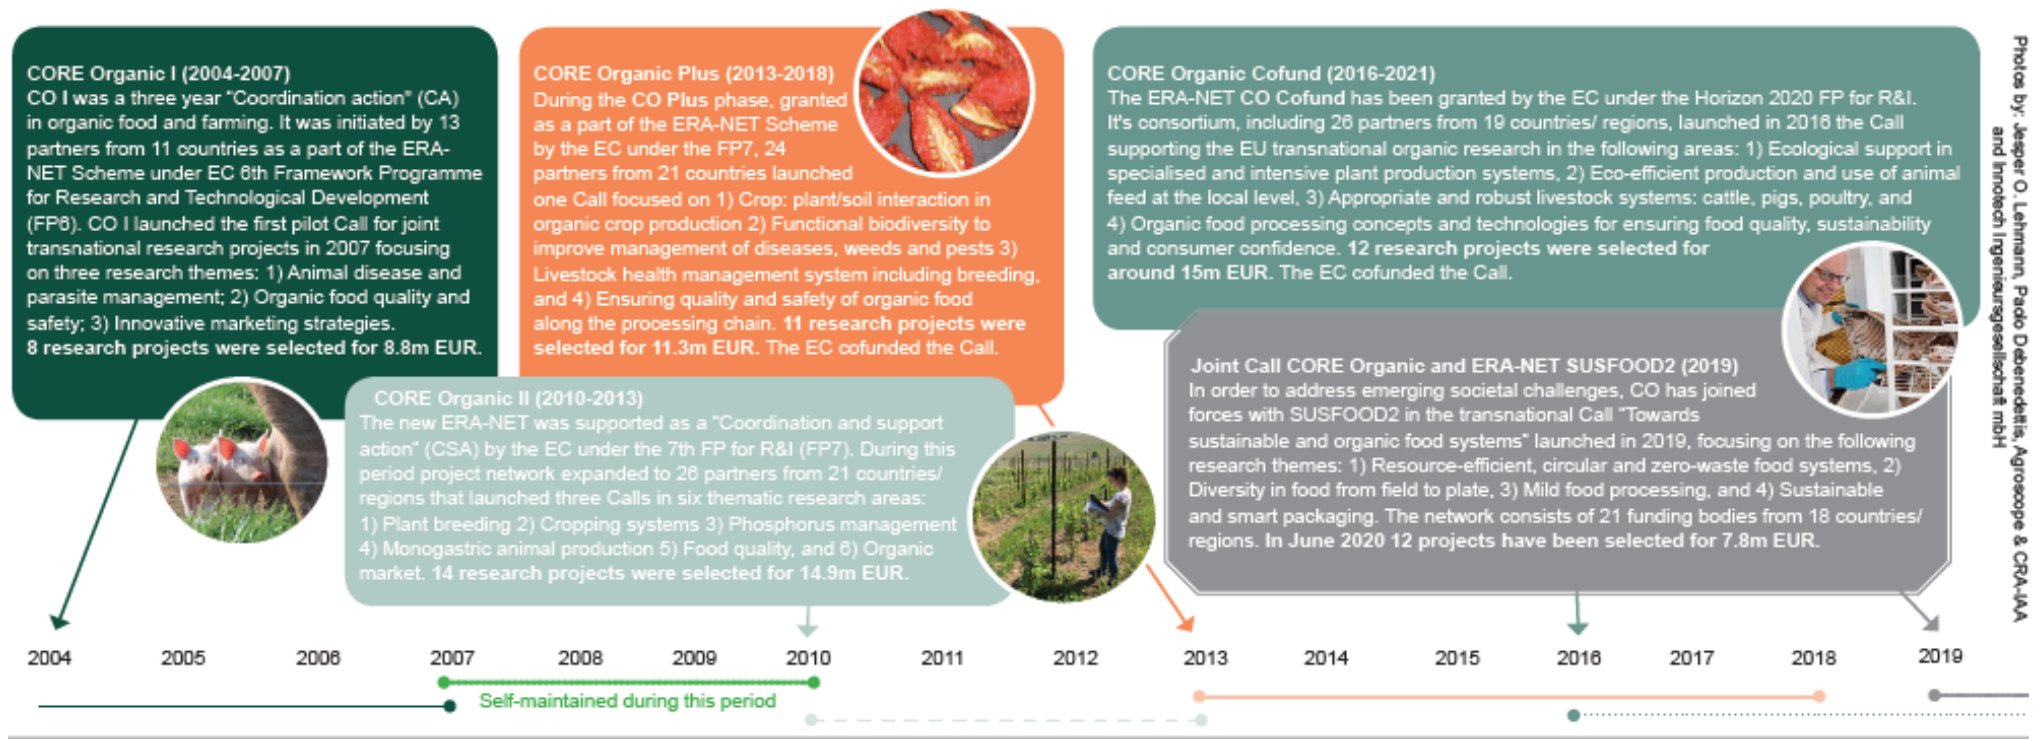 CORE Organic I (2004-2007)
CO I was a three year "Coordination action" (CA)
in organic food and farming. It was initiated by 13
partners from 11 countries as a part of the ERA-
NET Scheme under EC 6th Framework Programme
for Research and Technological Development
(FP6). CO I launched the first pilot Call for joint
transnational research projects in 2007 focusing
on three research themes: 1) Animal disease and
parasite management; 2) Organic food quality and
safety; 3) Innovative marketing strategies.
8 research projects were selected for 8.8m EUR.
CORE Organic Plus (2013-2018)
During the CO Plus phase, granted
as a part of the ERA-NET Scheme
by the EC under the FP7, 24
partners from 21 countries launched
one Call focused on 1) Crop: plant/soil interaction in
organic crop production 2) Functional biodiversity to
improve management of diseases, weeds and pests 3)
Livestock health management system including breeding,
and 4) Ensuring quality and safety of organic food
along the processing chain. 11 research projects were
selected for 11.3m EUR. The EC cofunded the Call.
CORE Organic II (2010-2013)
The new ERA-NET was supported as a "Coordination and support
action" (CSA) by the EC under the 7th FP for R&I (FP7). During this
period project network expanded to 26 partners from 21 countries/
regions that launched three Calls in six thematic research areas:
1) Plant breeding 2) Cropping systems 3) Phosphorus management
4) Monogastric animal production 5) Food quality, and 6) Organic
market. 14 research projects were selected for 14.9m EUR.
CORE Organic Cofund (2016-2021)
The ERA-NET CO Cofund has been granted by the EC under the Horizon 2020 FP for R&I.
It's consortium, including 26 partners from 19 countries/ regions, launched in 2016 the Call
supporting the EU transnational organic research in the following areas: 1) Ecological support in
specialised and intensive plant production systems, 2) Eco-efficient production and use of animal
feed at the local level, 3) Appropriate and robust livestock systems: cattle, pigs, poultry, and
4) Organic food processing concepts and technologies for ensuring food quality, sustainability
and consumer confidence. 12 research projects were selected for
around 15m EUR. The EC cofunded the Call.
Joint Call CORE Organic and ERA-NET SUSFOOD2 (2019)
In order to address emerging societal challenges, CO has joined
forces with SUSFOOD2 in the transnational Call "Towards
sustainable and organic food systems" launched in 2019, focusing on the following
research themes: 1) Resource-efficient, circular and zero-waste food systems, 2)
Diversity in food from field to plate, 3) Mild food processing, and 4) Sustainable
and smart packaging. The network consists of 21 funding bodies from 18 countries/
regions. In June 2020 12 projects have been selected for 7.8m EUR.
Photos by: Jesper O. Lehmann, Paolo Debenedettis, Agroscope & CRA-IAA
and Innotech Ingenieursgesellschaft mbH
2004 2005 2006 2007 2008 2009 2010 2011 2012 2013 2014 2015 2016 2017 2018 2019
Self-maintained during this period